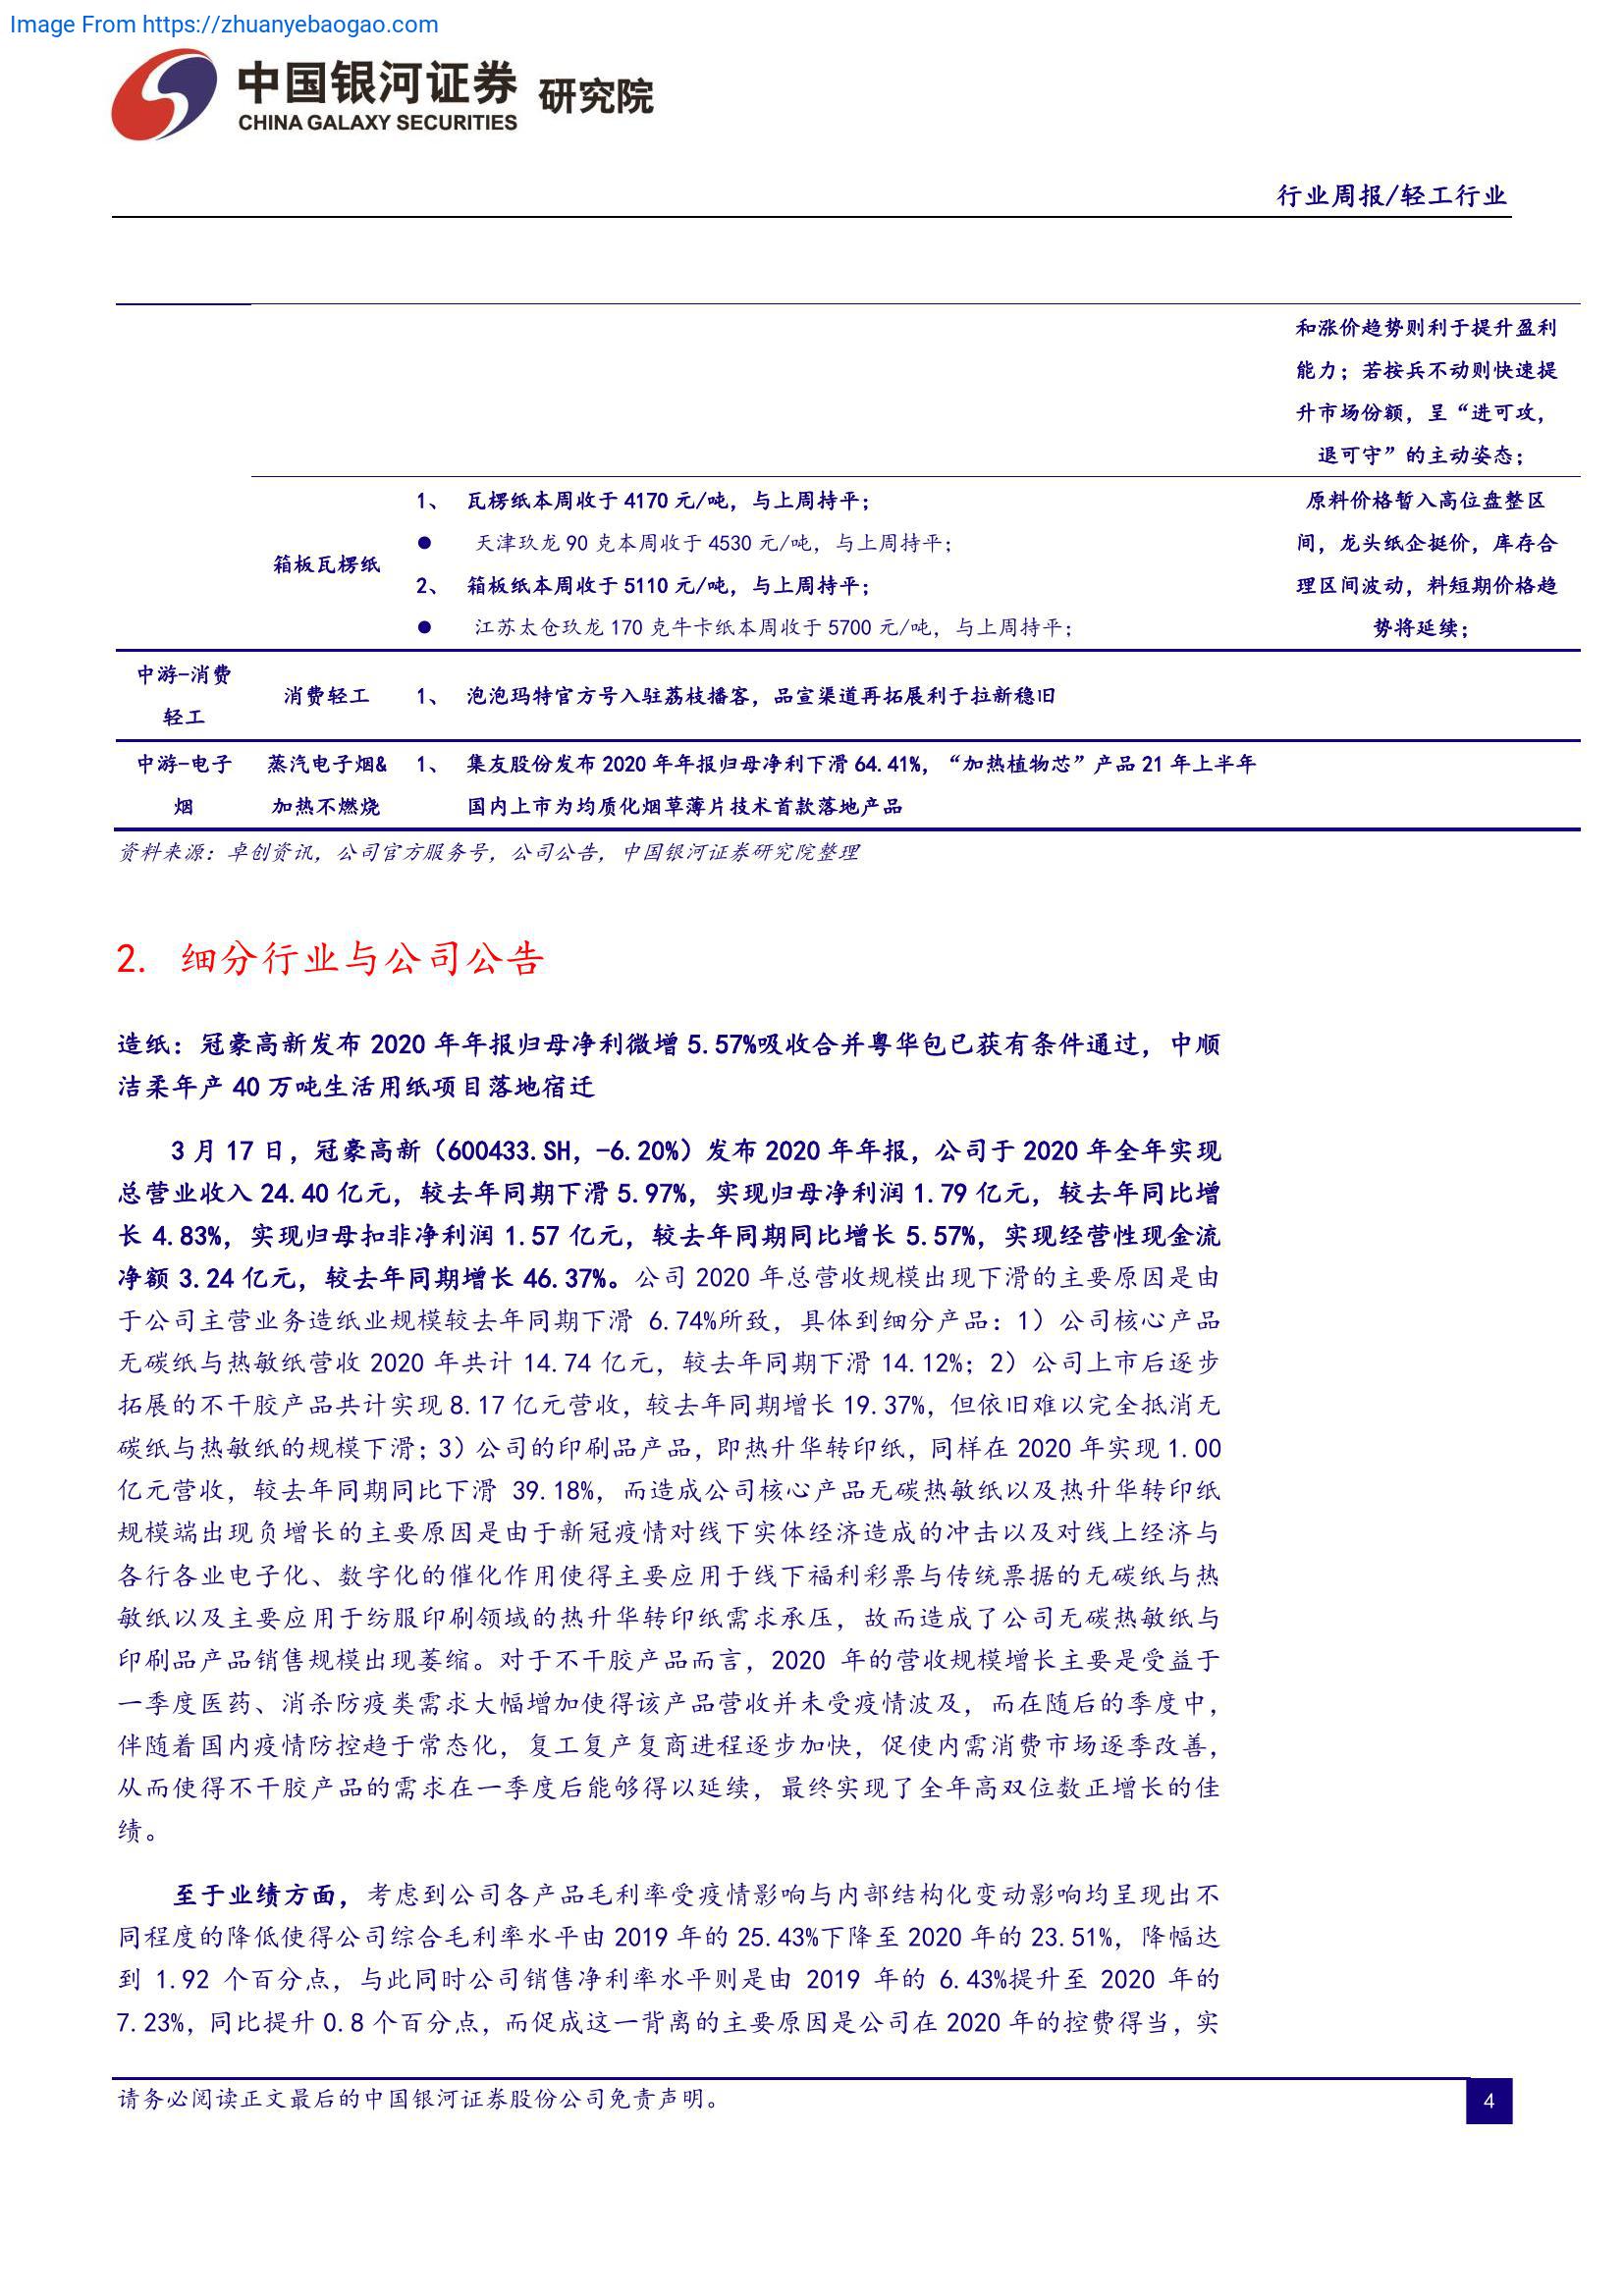 Image From https://zhuanyebaogao.com
中国银河证券 研究院
CHINA GALAXY SECURITIES
行业周报/轻工行业
和涨价趋势则利于提升盈利
能力；若按兵不动则快速提
升市场份额，呈“进可攻，
退可守”的主动姿态；
箱板瓦楞纸
1、 瓦楞纸本周收于 4170 元/吨，与上周持平；
● 天津玖龙 90 克本周收于 4530 元/吨，与上周持平；
2、 箱板纸本周收于 5110 元/吨，与上周持平；
● 江苏太仓玖龙 170 克牛卡纸本周收于 5700 元/吨，与上周持平；
原料价格暂入高位盘整区
间，龙头纸企挺价，库存合
理区间波动，料短期价格趋
势将延续；
中游-消费
轻工
消费轻工
1、 泡泡玛特官方号入驻荔枝播客，品宣渠道再拓展利于拉新稳旧
中游-电子
烟
蒸汽电子烟&
加热不燃烧
1、 集友股份发布 2020 年年报归母净利下滑 64.41%，“加热植物芯”产品 21 年上半年
国内上市为均质化烟草薄片技术首款落地产品
资料来源：卓创资讯，公司官方服务号，公司公告，中国银河证券研究院整理
2. 细分行业与公司公告
造纸：冠豪高新发布 2020 年年报归母净利微增 5.57%吸收合并粤华包已获有条件通过，中顺
洁柔年产 40 万吨生活用纸项目落地宿迁
3 月 17 日，冠豪高新（600433.SH，-6.20%）发布 2020 年年报，公司于 2020 年全年实现
总营业收入 24.40 亿元，较去年同期下滑 5.97%，实现归母净利润 1.79 亿元，较去年同比增
长 4.83%，实现归母扣非净利润 1.57 亿元，较去年同期同比增长 5.57%，实现经营性现金流
净额 3.24 亿元，较去年同期增长 46.37%。公司 2020 年总营收规模出现下滑的主要原因是由
于公司主营业务造纸业规模较去年同期下滑 6.74%所致，具体到细分产品：1）公司核心产品
无碳纸与热敏纸营收 2020 年共计 14.74 亿元，较去年同期下滑 14.12%；2）公司上市后逐步
拓展的不干胶产品共计实现 8.17 亿元营收，较去年同期增长 19.37%，但依旧难以完全抵消无
碳纸与热敏纸的规模下滑；3）公司的印刷品产品，即热升华转印纸，同样在 2020 年实现 1.00
亿元营收，较去年同期同比下滑 39.18%，而造成公司核心产品无碳热敏纸以及热升华转印纸
规模端出现负增长的主要原因是由于新冠疫情对线下实体经济造成的冲击以及对线上经济与
各行各业电子化、数字化的催化作用使得主要应用于线下福利彩票与传统票据的无碳纸与热
敏纸以及主要应用于纺服印刷领域的热升华转印纸需求承压，故而造成了公司无碳热敏纸与
印刷品产品销售规模出现萎缩。对于不干胶产品而言，2020 年的营收规模增长主要是受益于
一季度医药、消杀防疫类需求大幅增加使得该产品营收并未受疫情波及，而在随后的季度中，
伴随着国内疫情防控趋于常态化，复工复产复商进程逐步加快，促使内需消费市场逐季改善，
从而使得不干胶产品的需求在一季度后能够得以延续，最终实现了全年高双位数正增长的佳
绩。
至于业绩方面，考虑到公司各产品毛利率受疫情影响与内部结构化变动影响均呈现出不
同程度的降低使得公司综合毛利率水平由 2019 年的 25.43%下降至 2020 年的 23.51%，降幅达
到 1.92 个百分点，与此同时公司销售净利率水平则是由 2019 年的 6.43%提升至 2020 年的
7.23%，同比提升 0.8 个百分点，而促成这一背离的主要原因是公司在 2020 年的控费得当，实
请务必阅读正文最后的中国银河证券股份公司免责声明。
4